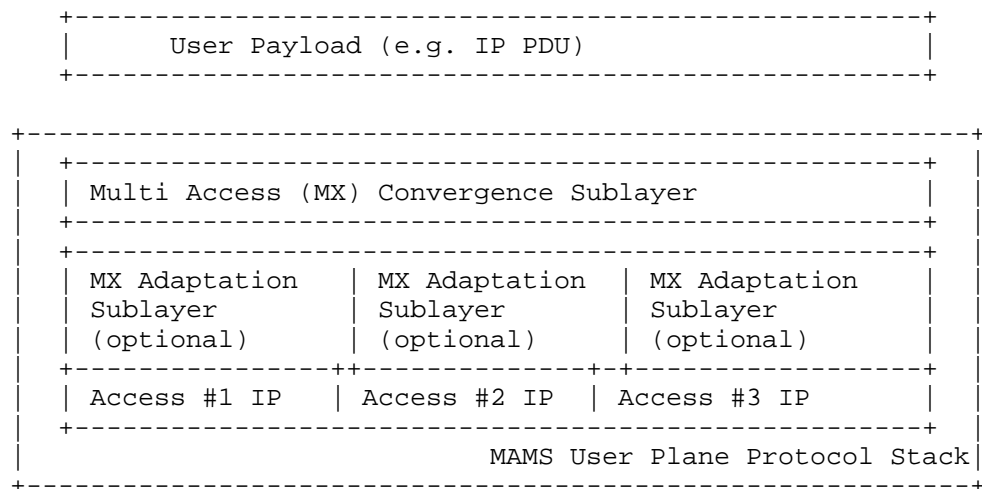 User Payload (e.g. IP PDU)
Multi Access (MX) Convergence Sublayer
MX Adaptation | MX Adaptation | MX Adaptation
Sublayer | Sublayer | Sublayer
(optional) | (optional) | (optional)
Access #1 IP | Access #2 IP | Access #3 IP
MAMS User Plane Protocol Stack